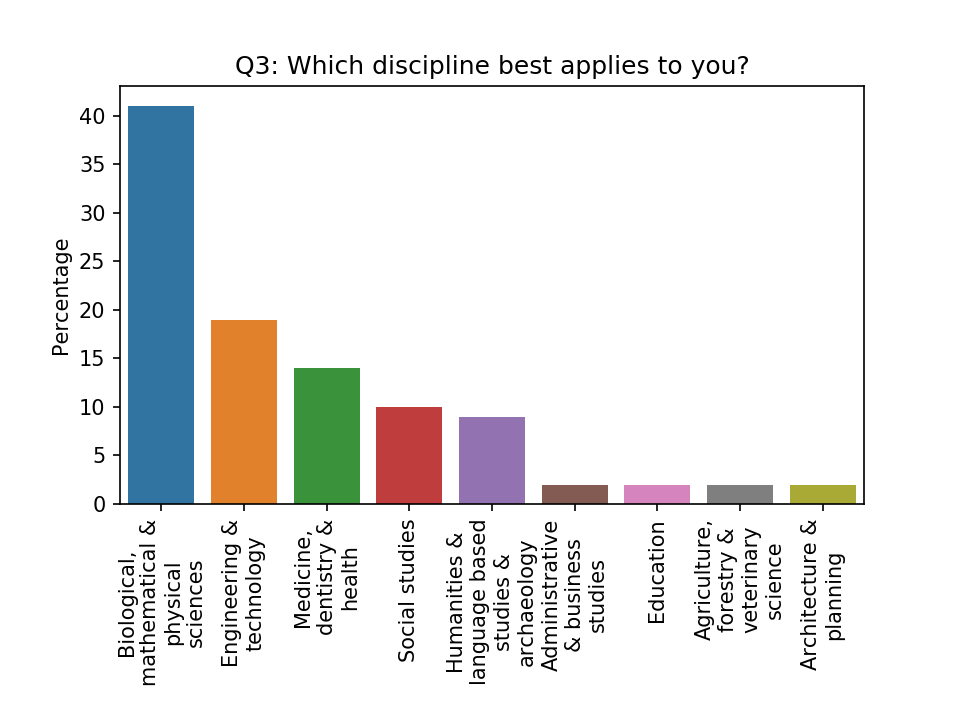 Q3: Which discipline best applies to you?
Percentage
40
35
30
25
20
15
10
5
0
Biological,
mathematical &
physical
sciences
Engineering &
technology
Medicine,
dentistry &
health
Social studies
Humanities &
language based
studies &
archaeology
Administrative
& business
studies
Education
Agriculture,
forestry &
veterinary
science
Architecture &
planning